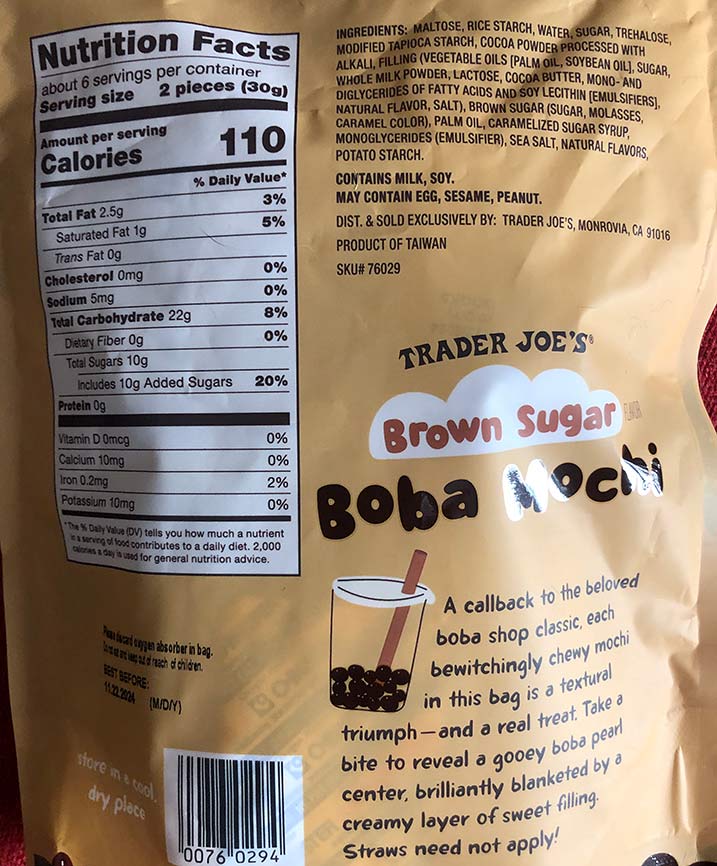 Nutrition Facts
about 6 servings per container
Serving size 2 pieces (30g)
Amount per serving
Calories 110
% Daily Value*
Total Fat 2.5g 3%
Saturated Fat 1g 5%
Trans Fat 0g
Cholesterol 0mg 0%
Sodium 5mg 0%
Total Carbohydrate 22g 8%
Dietary Fiber 0g 0%
Total Sugars 10g
Includes 10g Added Sugars 20%
Protein 0g
Vitamin D 0mcg 0%
Calcium 10mg 0%
Iron 0.2mg 2%
Potassium 10mg 0%
*The % Daily Value (DV) tells you how much a nutrient
in a serving of food contributes to a daily diet. 2,000
calories a day is used for general nutrition advice.
INGREDIENTS: MALTOSE, RICE STARCH, WATER, SUGAR, TREHALOSE,
MODIFIED TAPIOCA STARCH, COCOA POWDER PROCESSED WITH
ALKALI, FILLING (VEGETABLE OILS [PALM OIL, SOYBEAN OIL], SUGAR,
WHOLE MILK POWDER, LACTOSE, COCOA BUTTER, MONO- AND
DIGLYCERIDES OF FATTY ACIDS AND SOY LECITHIN [EMULSIFIERS],
NATURAL FLAVOR, SALT), BROWN SUGAR (SUGAR, MOLASSES,
CARAMEL COLOR), PALM OIL, CARAMELIZED SUGAR SYRUP,
MONOGLYCERIDES (EMULSIFIER), SEA SALT, NATURAL FLAVORS,
POTATO STARCH.
CONTAINS MILK, SOY.
MAY CONTAIN EGG, SESAME, PEANUT.
DIST. & SOLD EXCLUSIVELY BY: TRADER JOE'S, MONROVIA, CA 91016
PRODUCT OF TAIWAN
SKU# 76029
TRADER JOE'S®
Brown Sugar FLAVOR
Boba Mochi
A callback to the beloved
boba shop classic, each
bewitchingly chewy mochi
in this bag is a textural
triumph—and a real treat. Take a
bite to reveal a gooey boba pearl
center, brilliantly blanketed by a
creamy layer of sweet filling.
Straws need not apply!
Please discard oxygen absorber in bag.
Do not eat and keep out of reach of children.
BEST BEFORE:
11.22.2024 (M/D/Y)
store in a cool,
dry place
0076 0294